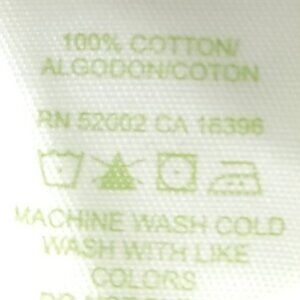 100% COTTON/
ALGODON/COTON
RN 52002 CA 16396
MACHINE WASH COLD
WASH WITH LIKE
COLORS